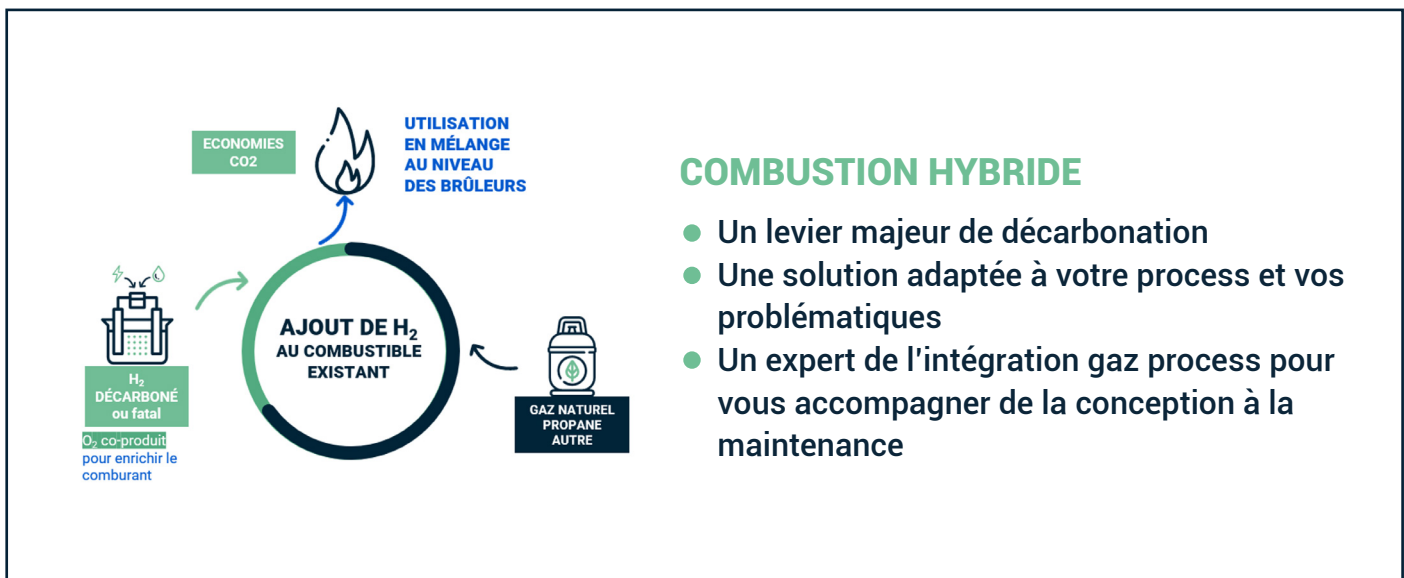 ECONOMIES
CO2
UTILISATION
EN MÉLANGE
AU NIVEAU
DES BRÛLEURS
AJOUT DE H₂
AU COMBUSTIBLE
EXISTANT
H₂
DÉCARBONÉ
ou fatal
O₂ co-produit
pour enrichir le
comburant
GAZ NATUREL
PROPANE
AUTRE
COMBUSTION HYBRIDE
● Un levier majeur de décarbonation
● Une solution adaptée à votre process et vos
problématiques
● Un expert de l'intégration gaz process pour
vous accompagner de la conception à la
maintenance